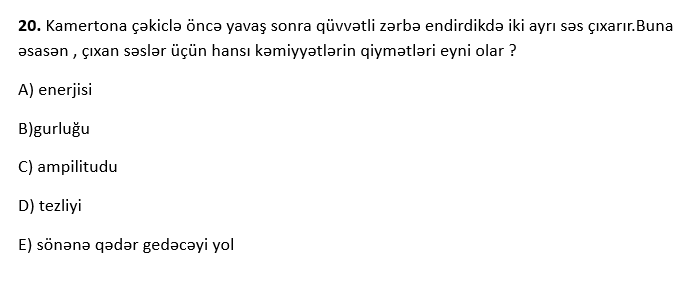 20. Kamertona çəkiclə öncə yavaş sonra qüvvətli zərbə endirdikdə iki ayrı səs çıxarır.Buna
əsasən , çıxan səslər üçün hansı kəmiyyətlərin qiymətləri eyni olar ?
A) enerjisi
B)gurluğu
C) ampilitudu
D) tezliyi
E) sönənə qədər gedəcəyi yol